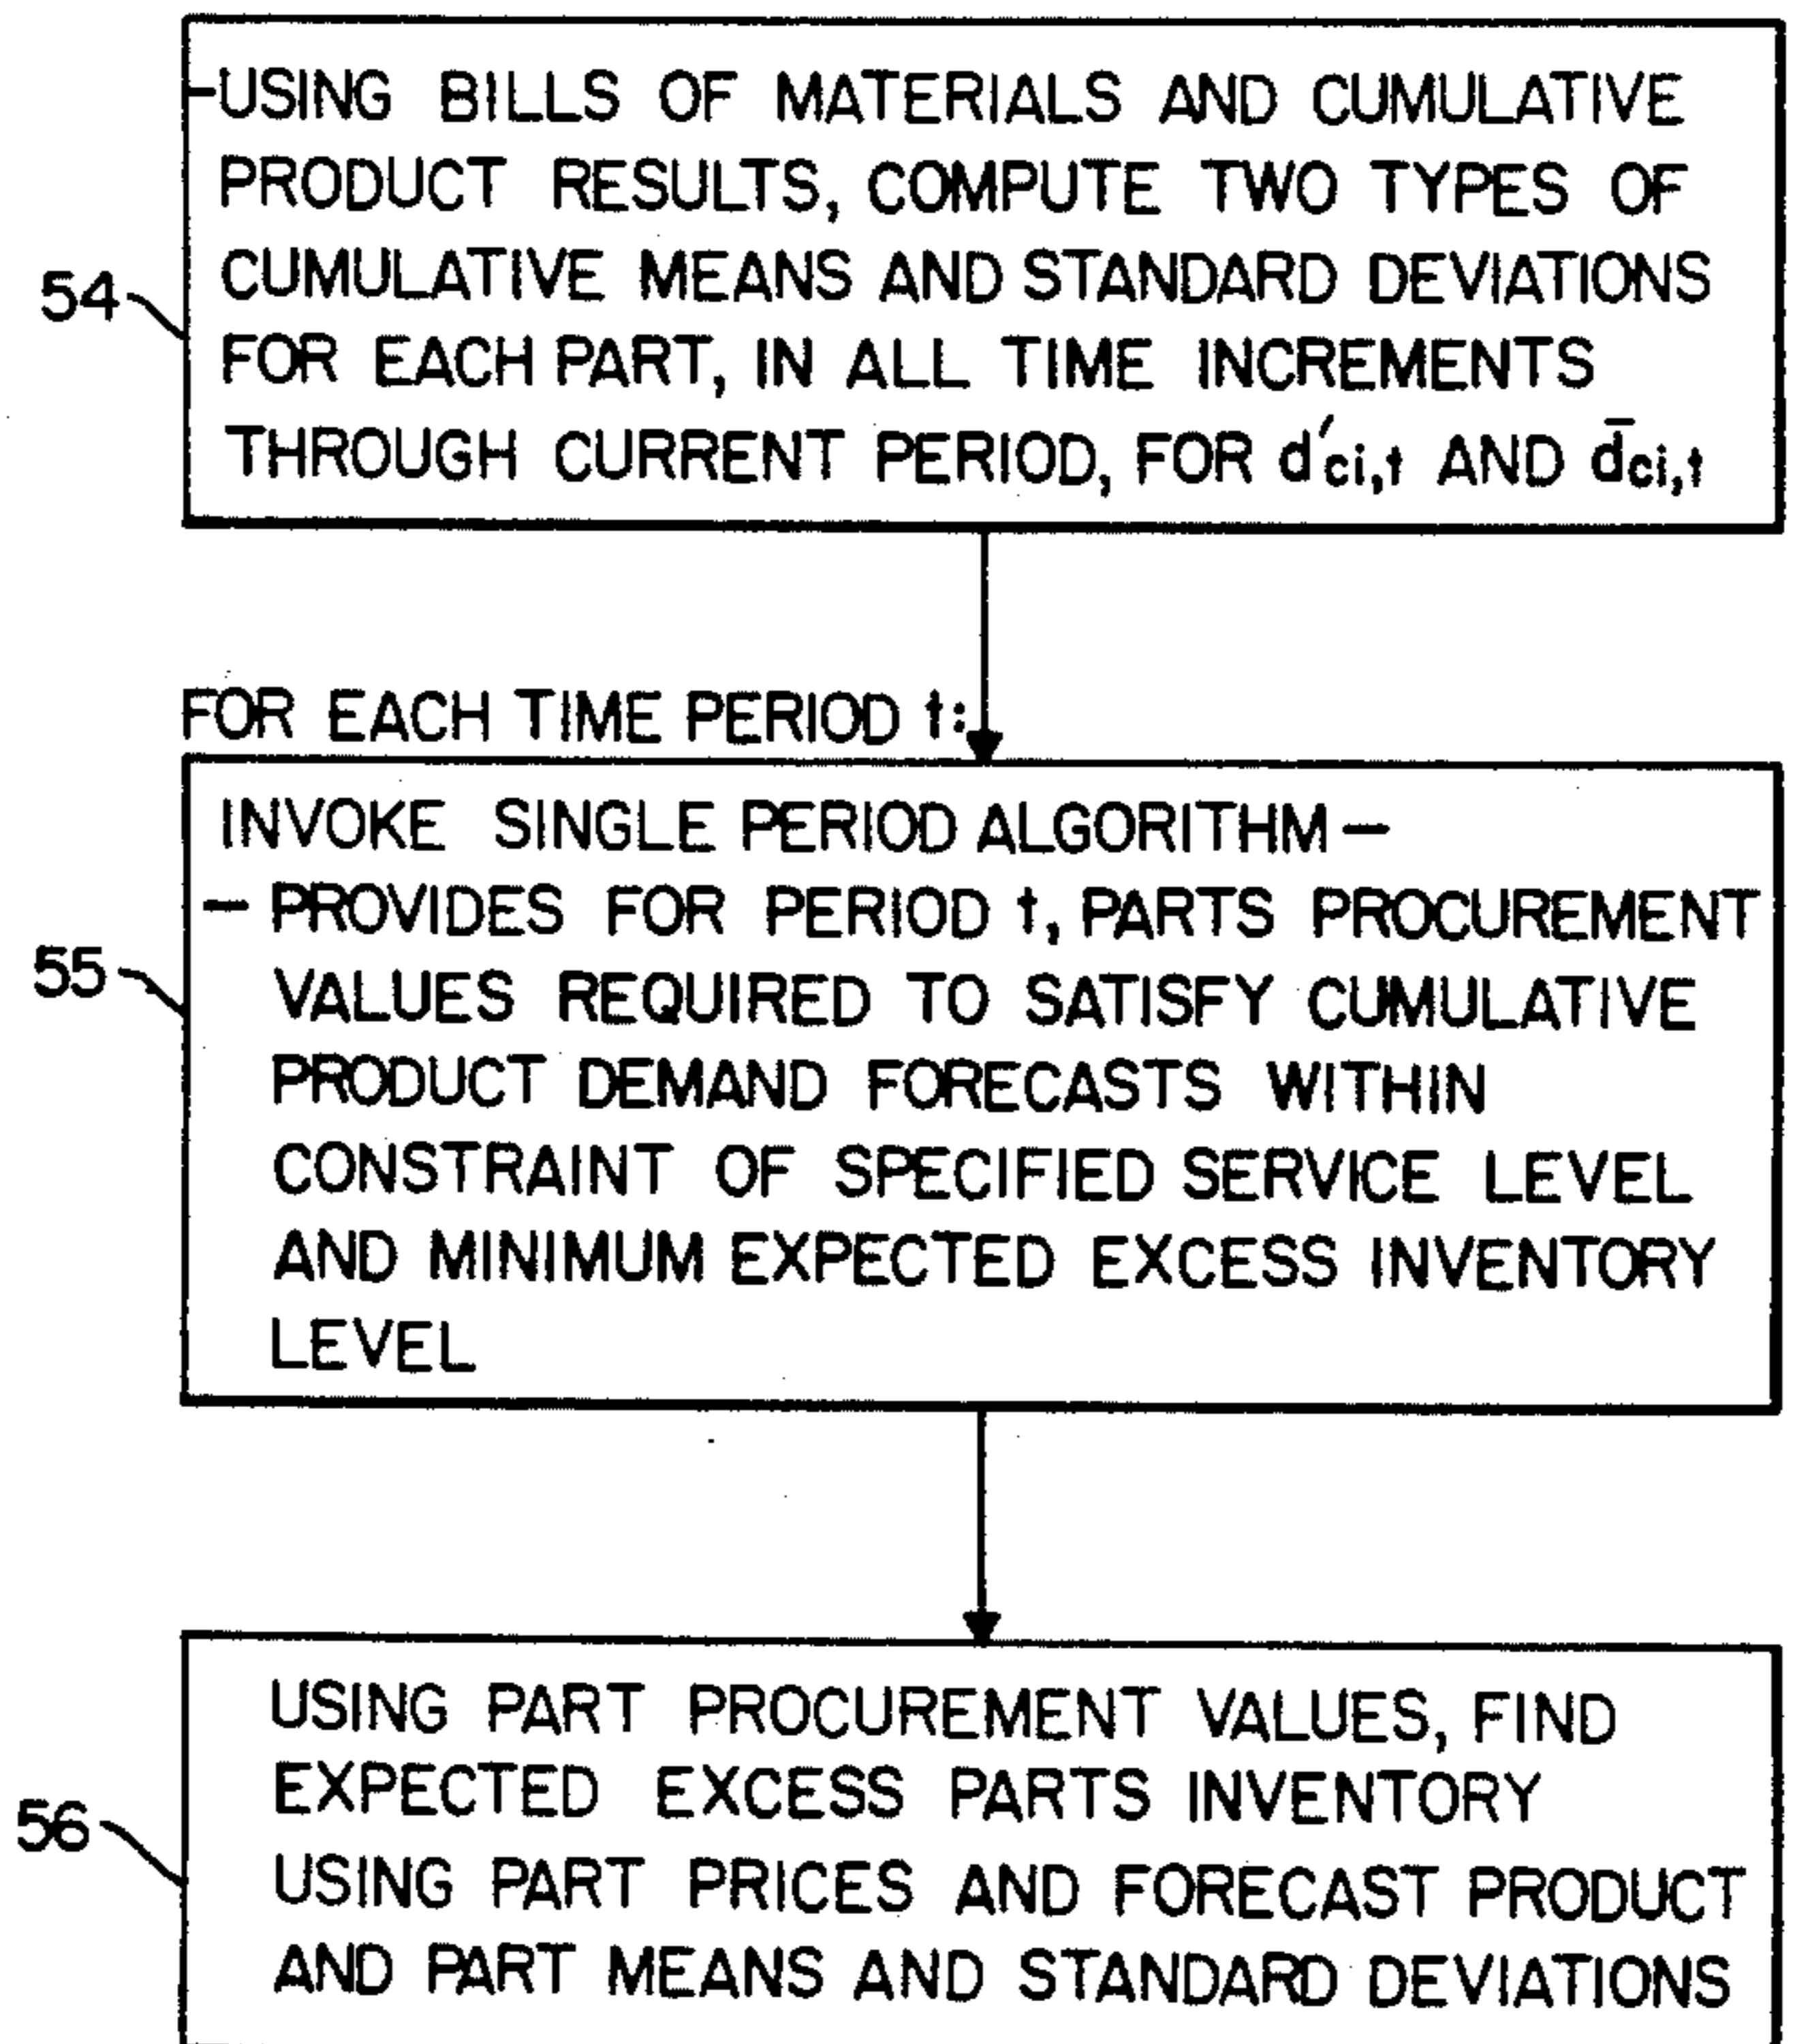 -USING BILLS OF MATERIALS AND CUMULATIVE
PRODUCT RESULTS, COMPUTE TWO TYPES OF
CUMULATIVE MEANS AND STANDARD DEVIATIONS
54
FOR EACH PART, IN ALL TIME INCREMENTS
THROUGH CURRENT PERIOD, FOR d′ci,t AND d̄ci,t
FOR EACH TIME PERIOD t:
INVOKE SINGLE PERIOD ALGORITHM —
— PROVIDES FOR PERIOD t, PARTS PROCUREMENT
55
VALUES REQUIRED TO SATISFY CUMULATIVE
PRODUCT DEMAND FORECASTS WITHIN
CONSTRAINT OF SPECIFIED SERVICE LEVEL
AND MINIMUM EXPECTED EXCESS INVENTORY
LEVEL
USING PART PROCUREMENT VALUES, FIND
EXPECTED EXCESS PARTS INVENTORY
56
USING PART PRICES AND FORECAST PRODUCT
AND PART MEANS AND STANDARD DEVIATIONS